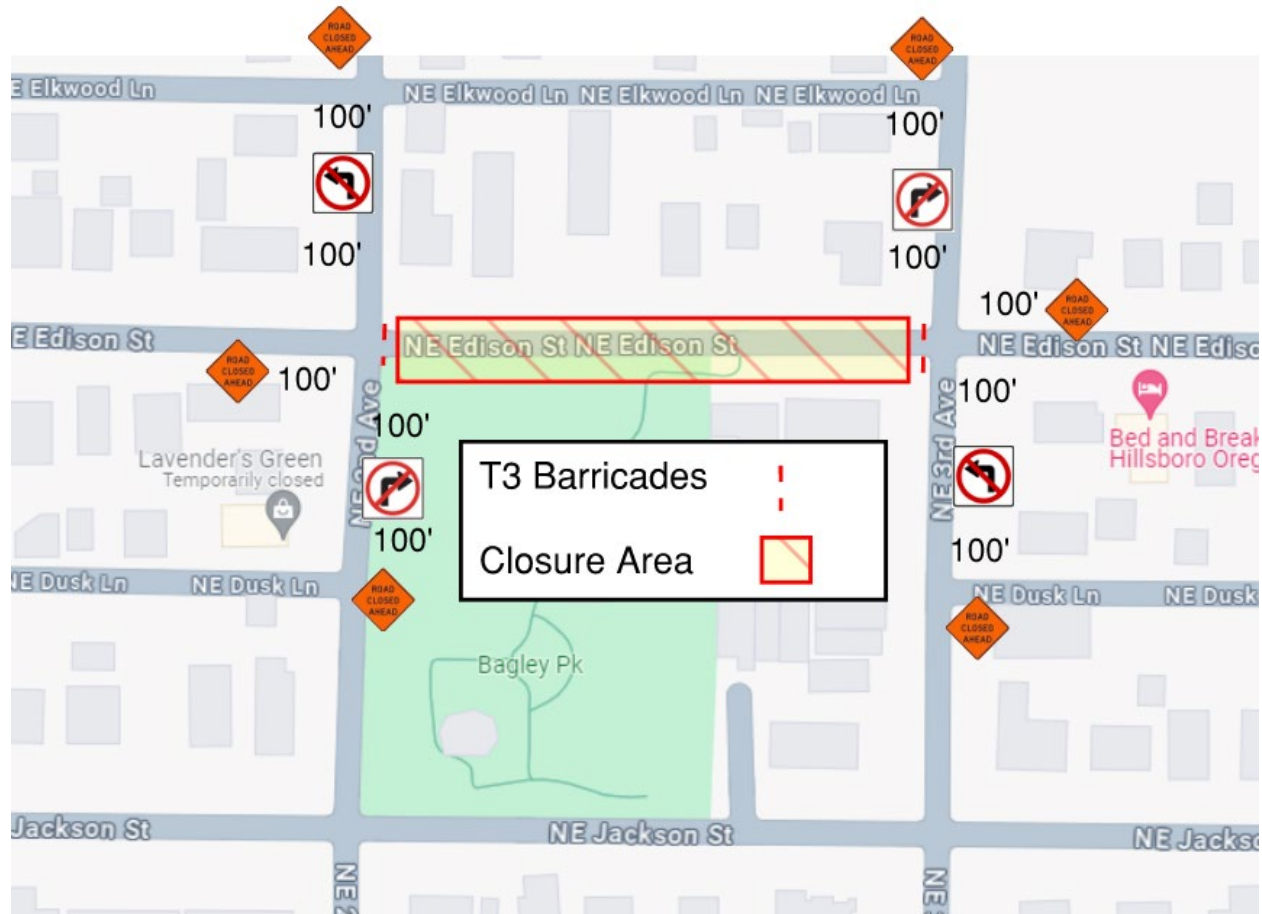 ROAD
CLOSED
AHEAD
ROAD
CLOSED
AHEAD
E Elkwood Ln
NE Elkwood Ln NE Elkwood Ln NE Elkwood Ln
100'
100'
100'
100'
100'
ROAD
CLOSED
AHEAD
E Edison St
NE Edison St NE Edison St
NE Edison St NE Ediso
ROAD
CLOSED
AHEAD
100'
100'
NE 3rd Ave
100'
Lavender's Green
Temporarily closed
Bed and Break
Hillsboro Oreg
T3 Barricades
Closure Area
100'
100'
NE Dusk Ln
NE Dusk Ln
NE Dusk Ln
NE Dusk
ROAD
CLOSED
AHEAD
ROAD
CLOSED
AHEAD
Bagley Pk
Jackson St
NE Jackson St
NE Jackso
NE 2
NE